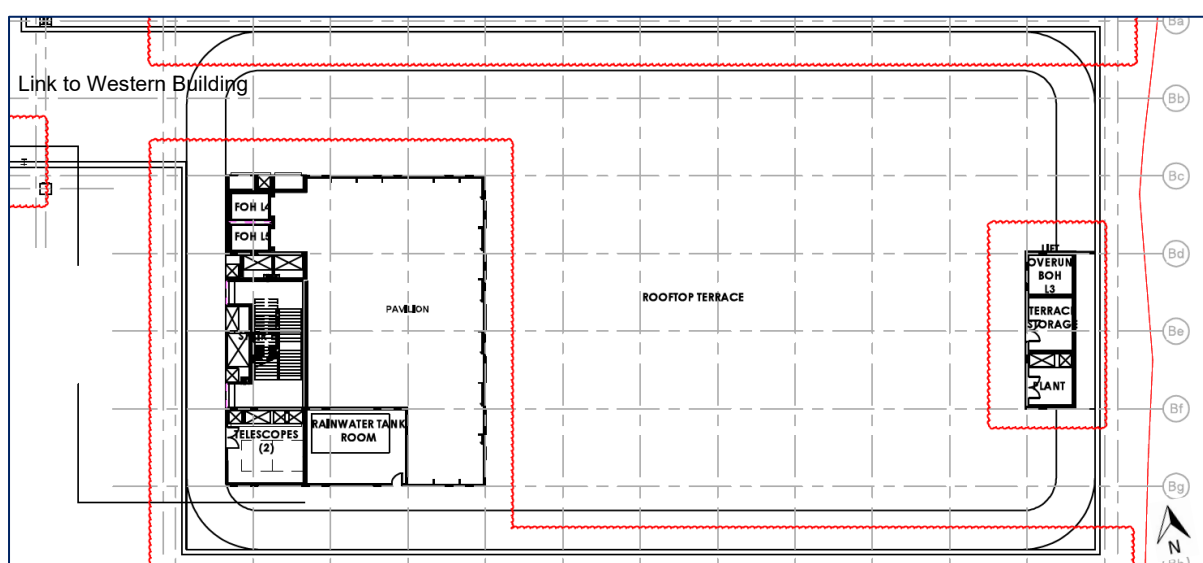 Ba
Link to Western Building
Bb
Bc
FOH L4
FOH L5
Bd
LIFT
OVERUN
BOH
L3
PAVILION
ROOFTOP TERRACE
TERRACE
STORAGE
Be
PLANT
Bf
RAINWATER TANK
ROOM
TELESCOPES
(2)
Bg
N